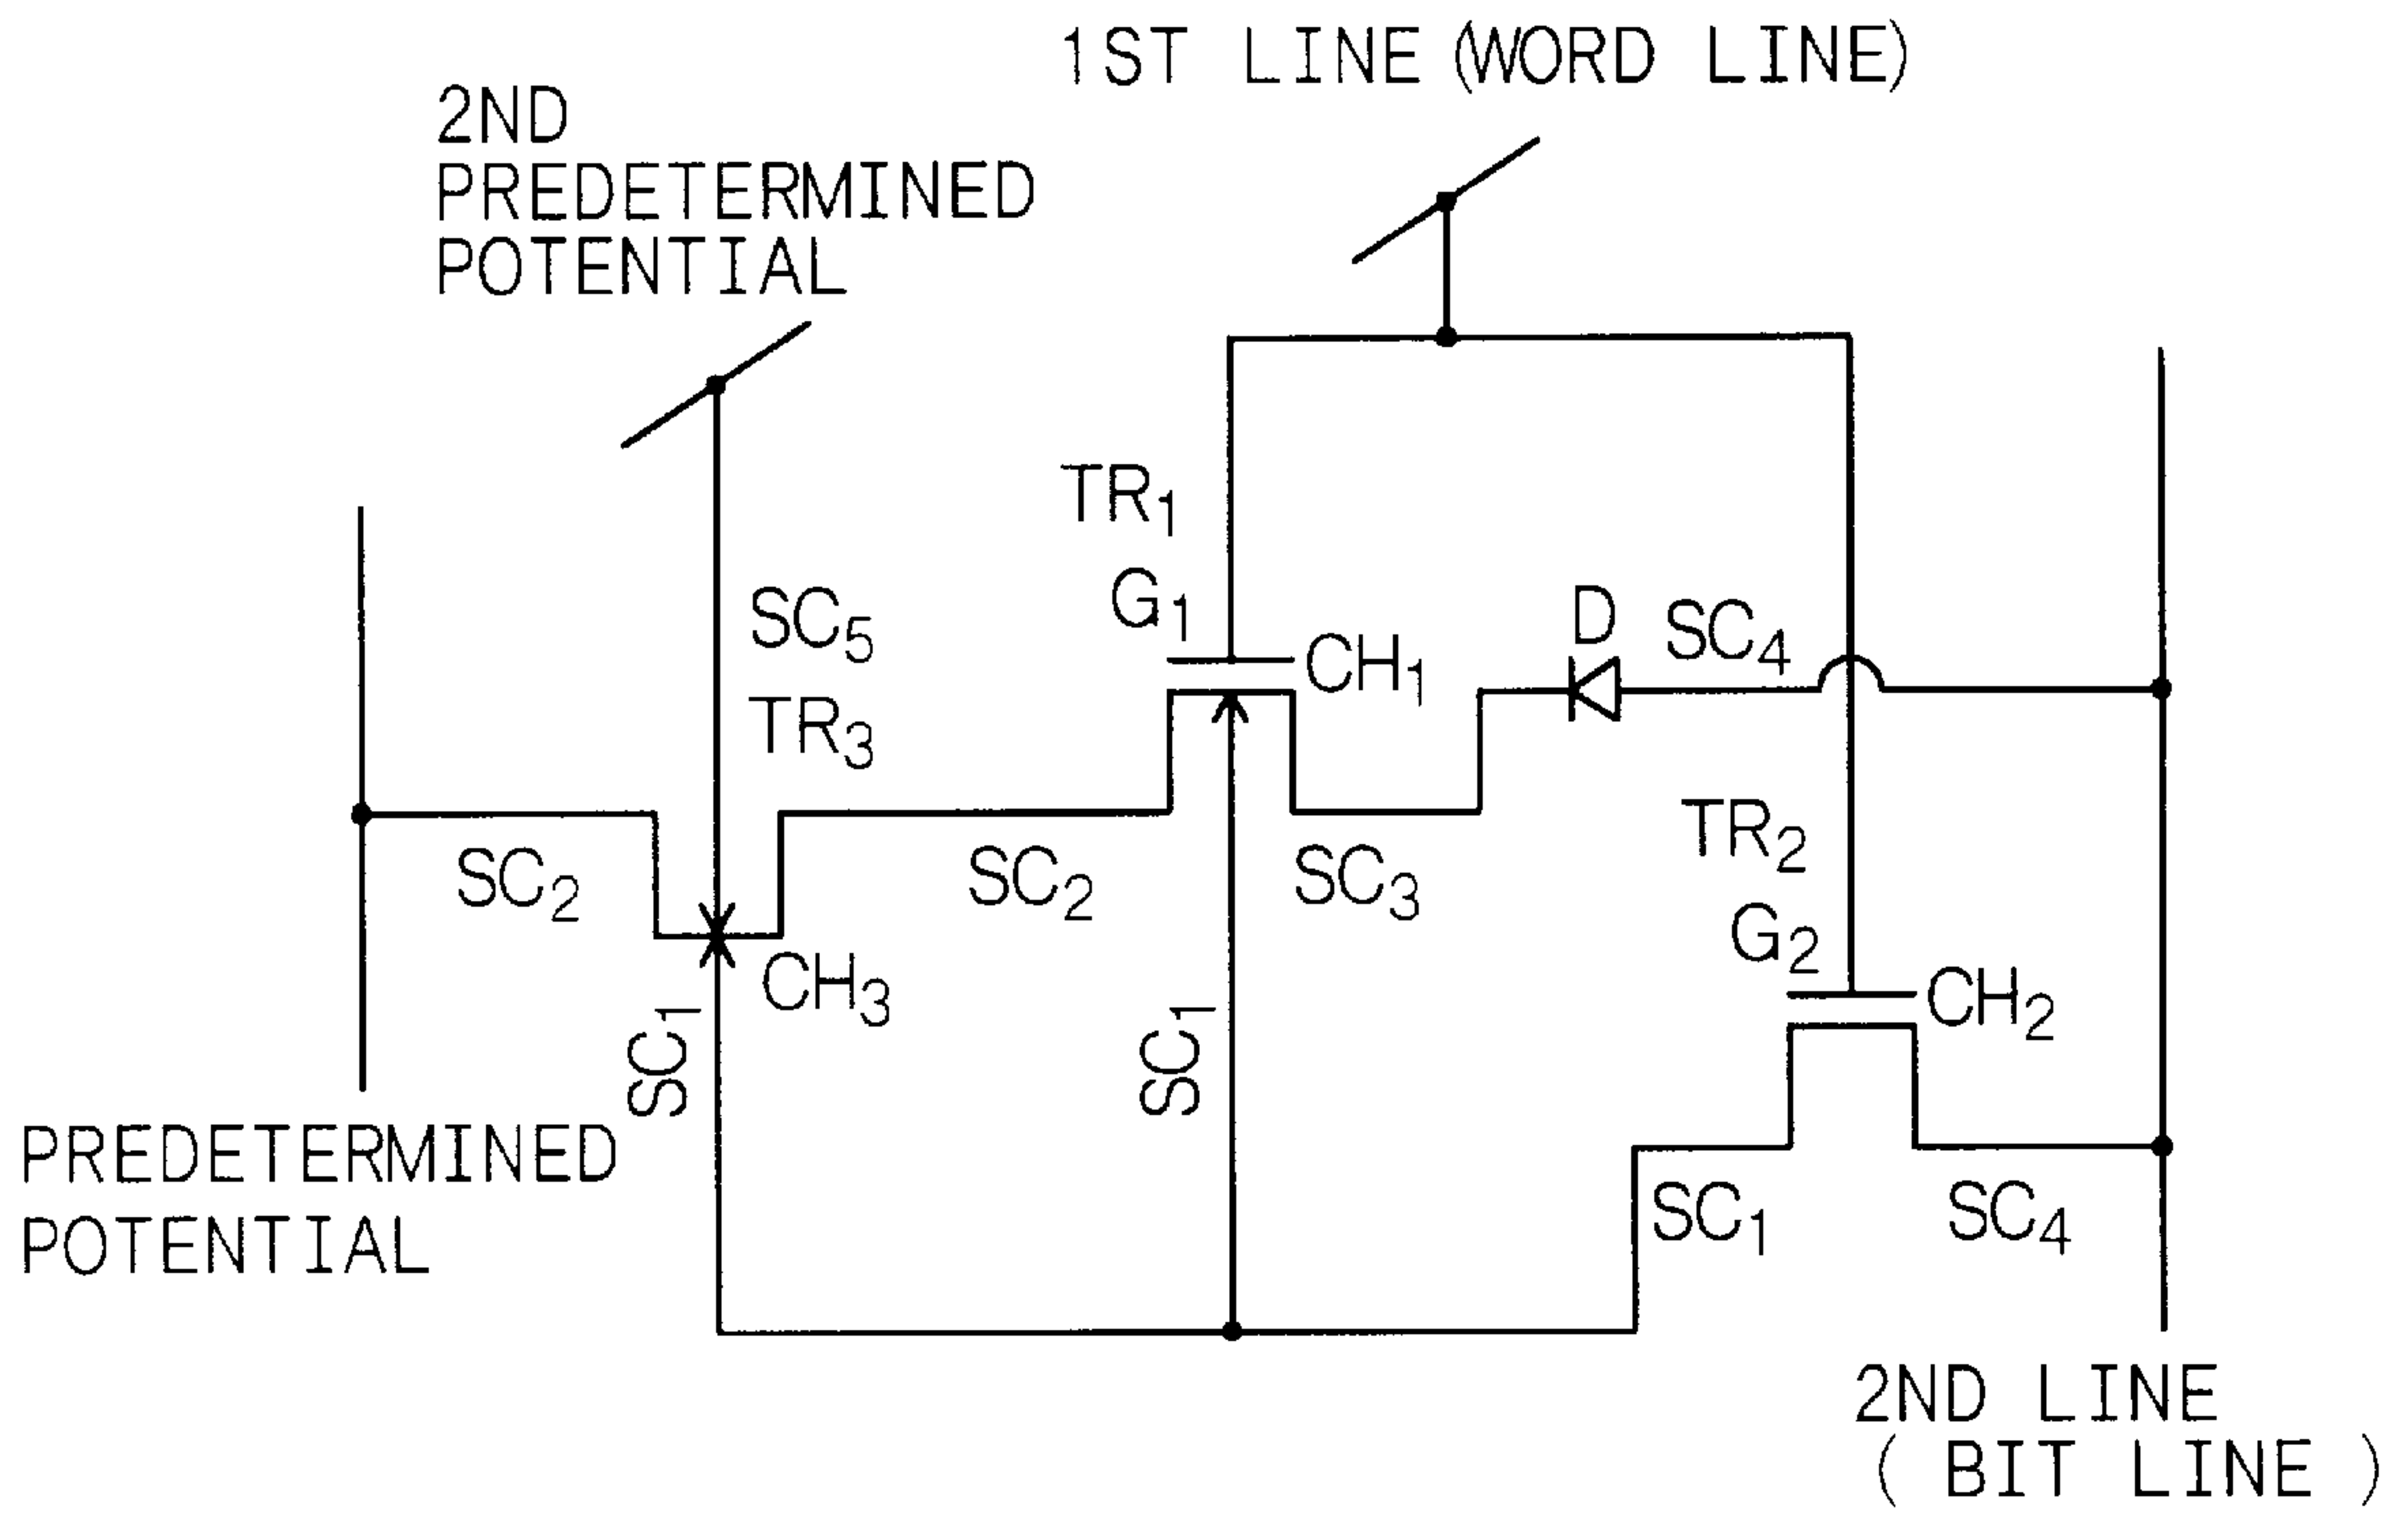 1ST LINE (WORD LINE)
2ND
PREDETERMINED
POTENTIAL
TR1
G1
CH1
D
SC4
SC5
TR3
TR2
G2
CH2
SC2
SC2
SC3
CH3
SC1
SC1
SC1
SC4
PREDETERMINED
POTENTIAL
2ND LINE
( BIT LINE )